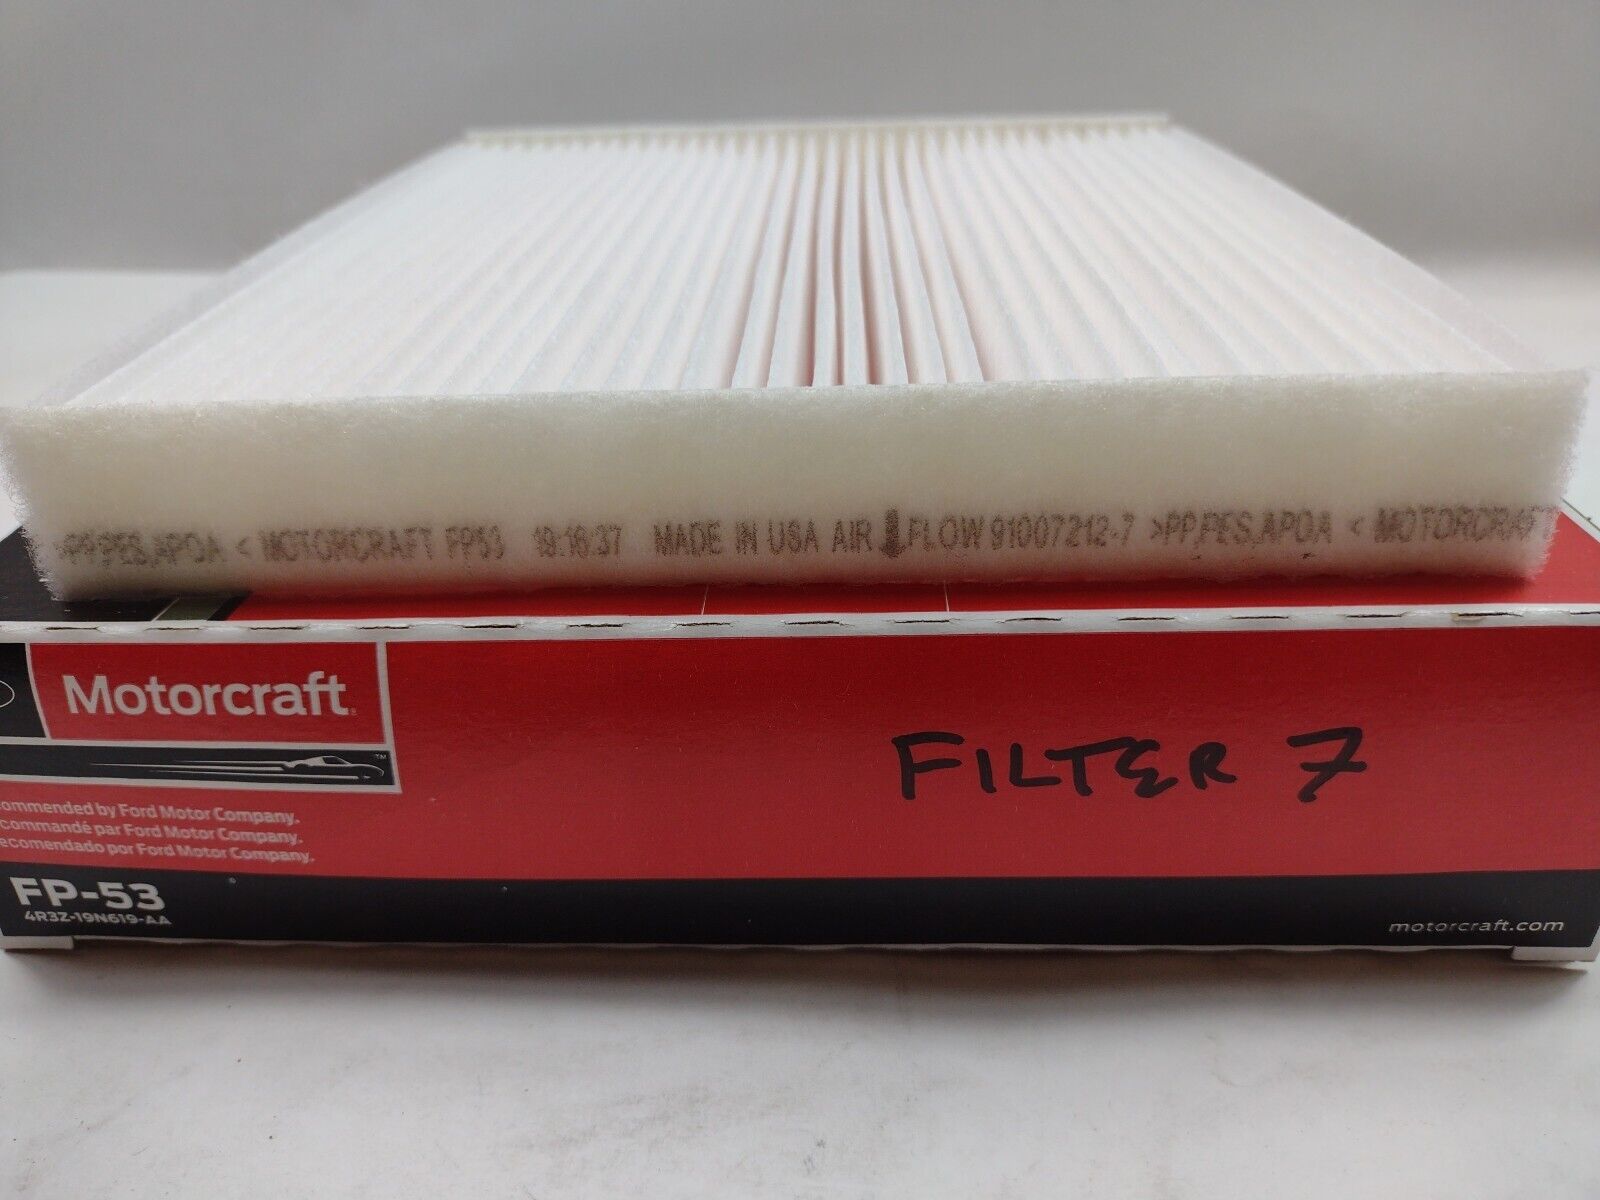 >PP,PES,APOA < MOTORCRAFT FP53 19:16:37 MADE IN USA AIR ↓ FLOW 91007212-7 >PP,PES,APOA < MOTORCRAFT
Motorcraft
™
ommended by Ford Motor Company.
commandé par Ford Motor Company.
ecomendado por Ford Motor Company.
FILTER 7
FP-53
4R3Z-19N619-AA
motorcraft.com